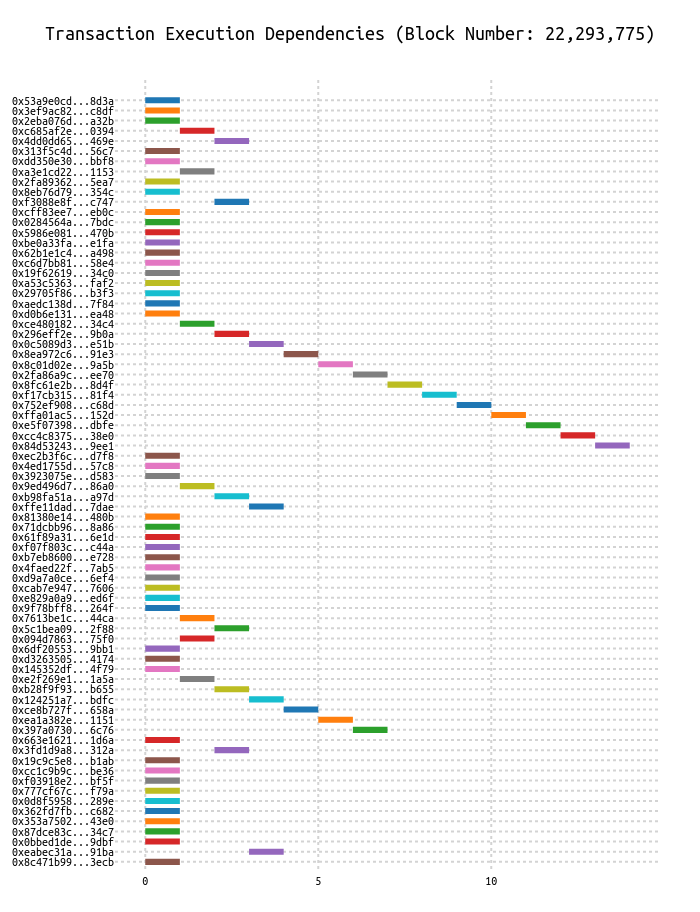 Transaction Execution Dependencies (Block Number: 22,293,775)
0x53a9e0cd...8d3a
0x3ef9ac82...c8df
0x2eba076d...a32b
0xc685af2e...0394
0x4dd0dd65...469e
0x313f5c4d...56c7
0xdd350e30...bbf8
0xa3e1cd22...1153
0x2fa89362...5ea7
0x8eb76d79...354c
0xf3088e8f...c747
0xcff83ee7...eb0c
0x0284564a...7bdc
0x5986e081...470b
0xbe0a33fa...e1fa
0x62b1e1c4...a498
0xc6d7bb81...58e4
0x19f62619...34c0
0xa53c5363...faf2
0x29705f86...b3f3
0xaedc138d...7f84
0xd0b6e131...ea48
0xce480182...34c4
0x296eff2e...9b0a
0x0c5089d3...e51b
0x8ea972c6...91e3
0x8c01d02e...9a5b
0x2fa86a9c...ee70
0x8fc61e2b...8d4f
0xf17cb315...81f4
0x752ef908...c68d
0xffa01ac5...152d
0xe5f07398...dbfe
0xcc4c8375...38e0
0x84d53243...9ee1
0xec2b3f6c...d7f8
0x4ed1755d...57c8
0x3923075e...d583
0x9ed496d7...86a0
0xb98fa51a...a97d
0xffe11dad...7dae
0x81380e14...480b
0x71dcbb96...8a86
0x61f89a31...6e1d
0xf07f803c...c44a
0xb7eb8600...e728
0x4faed22f...7ab5
0xd9a7a0ce...6ef4
0xcab7e947...7606
0xe829a0a9...ed6f
0x9f78bff8...264f
0x7613be1c...44ca
0x5c1bea09...2f88
0x094d7863...75f0
0x6df20553...9bb1
0xd3263505...4174
0x145352df...4f79
0xe2f269e1...1a5a
0xb28f9f93...b655
0x124251a7...bdfc
0xce8b727f...658a
0xea1a382e...1151
0x397a0730...6c76
0x663e1621...1d6a
0x3fd1d9a8...312a
0x19c9c5e8...b1ab
0xcc1c9b9c...be36
0xf03918e2...bf5f
0x777cf67c...f79a
0x0d8f5958...289e
0x362fd7fb...c682
0x353a7502...43e0
0x87dce83c...34c7
0x0bbed1de...9dbf
0xeabec31a...91ba
0x8c471b99...3ecb
0 5 10